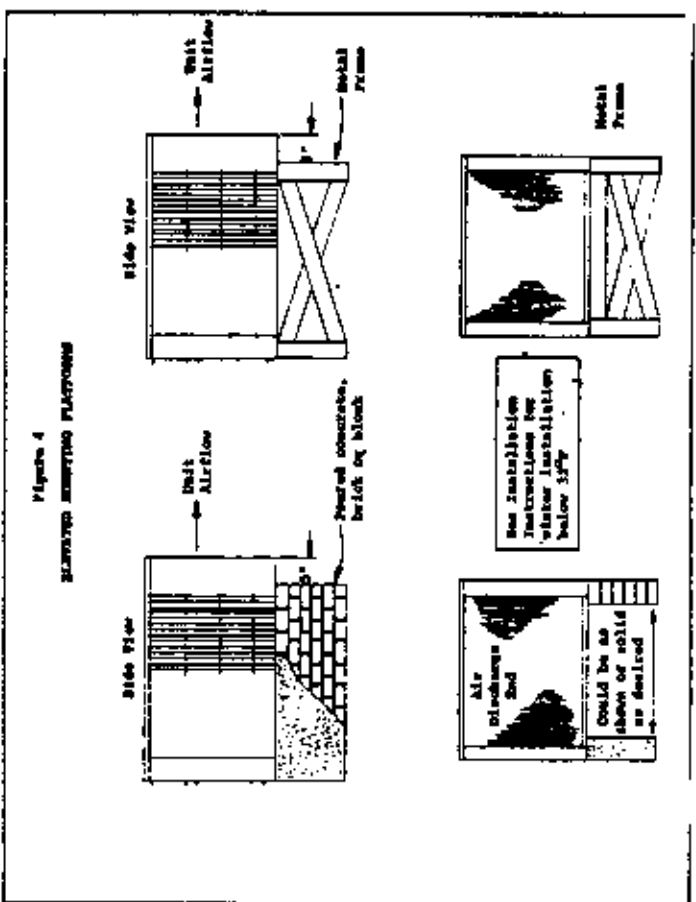 Figure 4
ELEVATED MOUNTING PLATFORMS
Side View
Unit
Airflow
Poured concrete,
brick or block
Side View
Unit
Airflow
Metal
Frame
Air
Discharge
End
Could be as
shown or solid
as desired
See Installation
Instructions for
winter installation
below
Metal
Frame